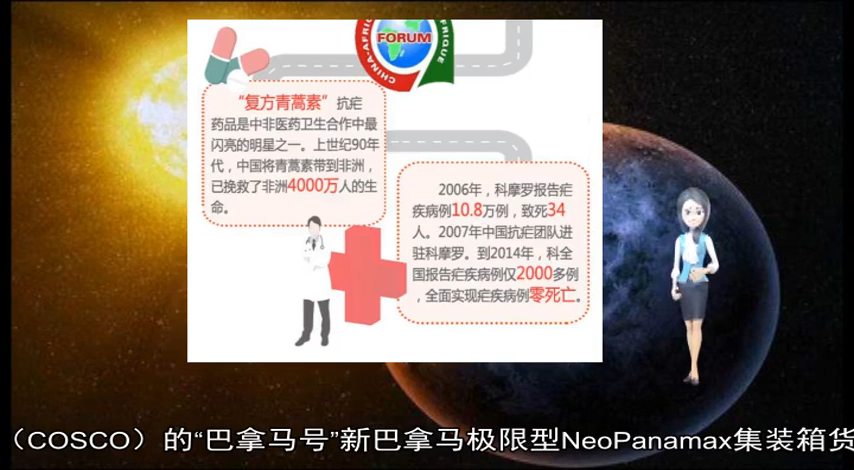 FORUM
CHINA-AFRIC
FRIQUE
“复方青蒿素”抗疟
药品是中非医药卫生合作中最
闪亮的明星之一。上世纪90年
代，中国将青蒿素带到非洲，
已挽救了非洲4000万人的生
命。
2006年，科摩罗报告疟
疾病例10.8万例，致死34
人。2007年中国抗疟团队进
驻科摩罗。到2014年，科全
国报告疟疾病例仅2000多例
，全面实现疟疾病例零死亡。
（COSCO）的“巴拿马号”新巴拿马极限型NeoPanamax集装箱货